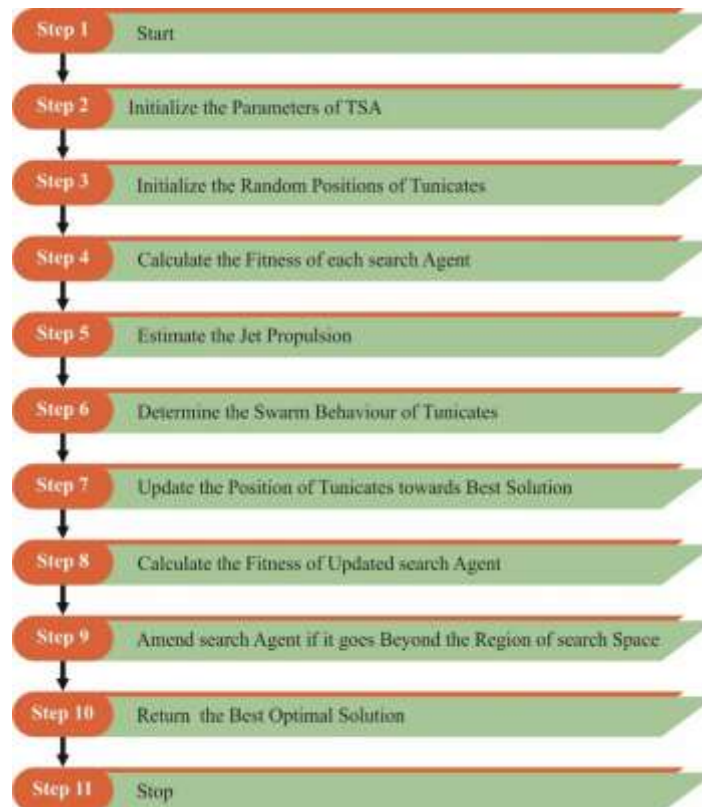 Step 1 Start
Step 2 Initialize the Parameters of TSA
Step 3 Initialize the Random Positions of Tunicates
Step 4 Calculate the Fitness of each search Agent
Step 5 Estimate the Jet Propulsion
Step 6 Determine the Swarm Behaviour of Tunicates
Step 7 Update the Position of Tunicates towards Best Solution
Step 8 Calculate the Fitness of Updated search Agent
Step 9 Amend search Agent if it goes Beyond the Region of search Space
Step 10 Return the Best Optimal Solution
Step 11 Stop